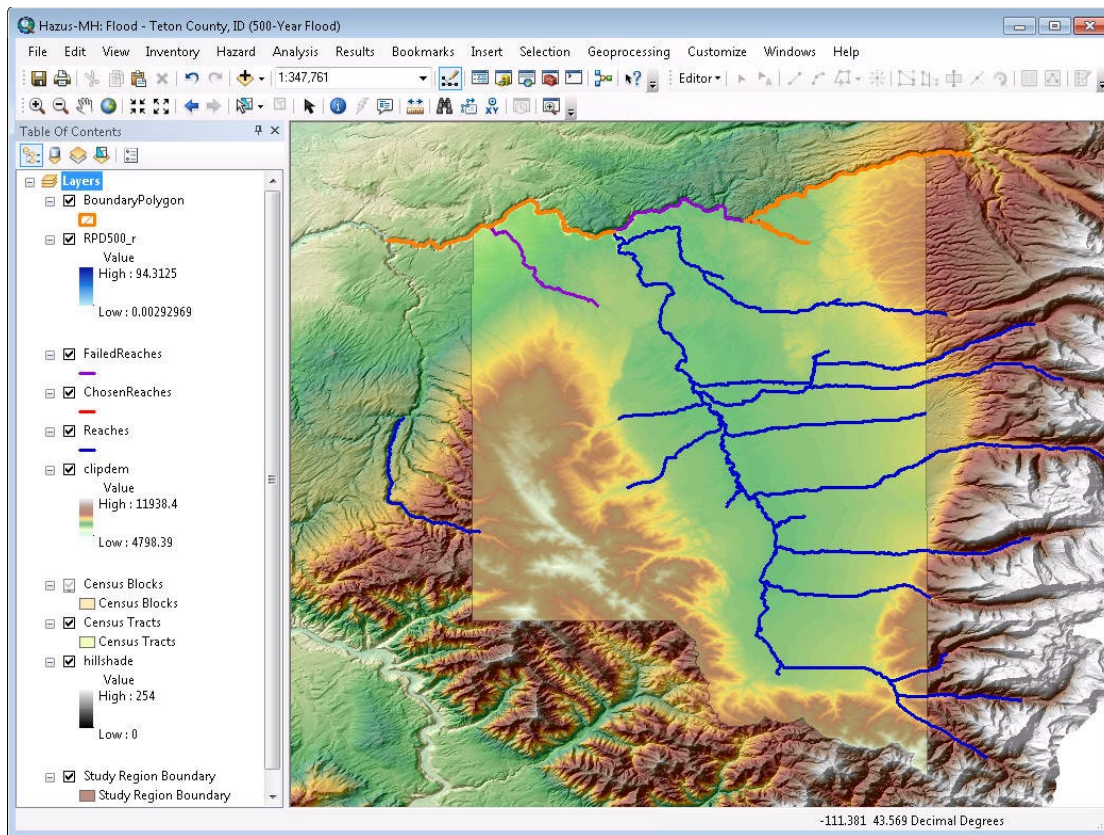 Hazus-MH: Flood - Teton County, ID (500-Year Flood)
File Edit View Inventory Hazard Analysis Results Bookmarks Insert Selection Geoprocessing Customize Windows Help
1:347,761 Editor
Table Of Contents
Layers
BoundaryPolygon
RPD500_r
Value
High : 94.3125
Low : 0.00292969
FailedReaches
ChosenReaches
Reaches
clipdem
Value
High : 11938.4
Low : 4798.39
Census Blocks
Census Blocks
Census Tracts
Census Tracts
hillshade
Value
High : 254
Low : 0
Study Region Boundary
Study Region Boundary
-111.381 43.569 Decimal Degrees